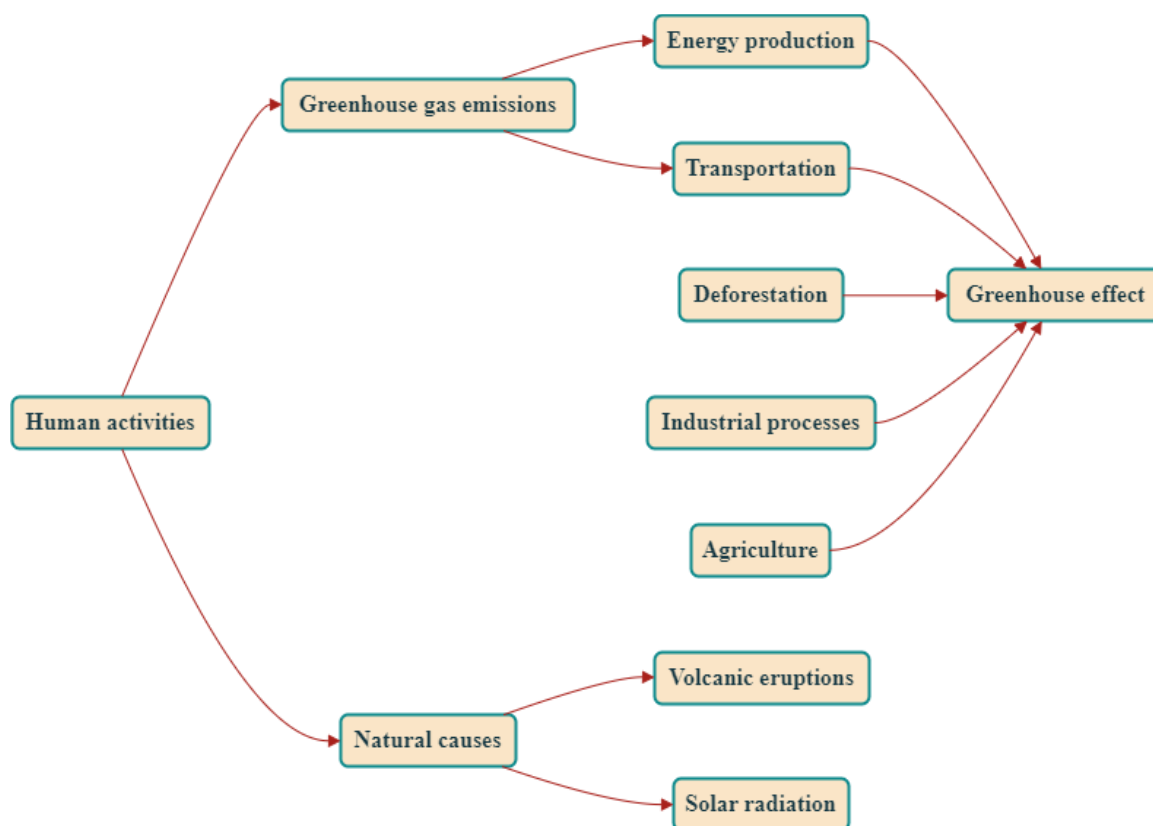 Energy production
Greenhouse gas emissions
Transportation
Deforestation
Greenhouse effect
Human activities
Industrial processes
Agriculture
Volcanic eruptions
Natural causes
Solar radiation